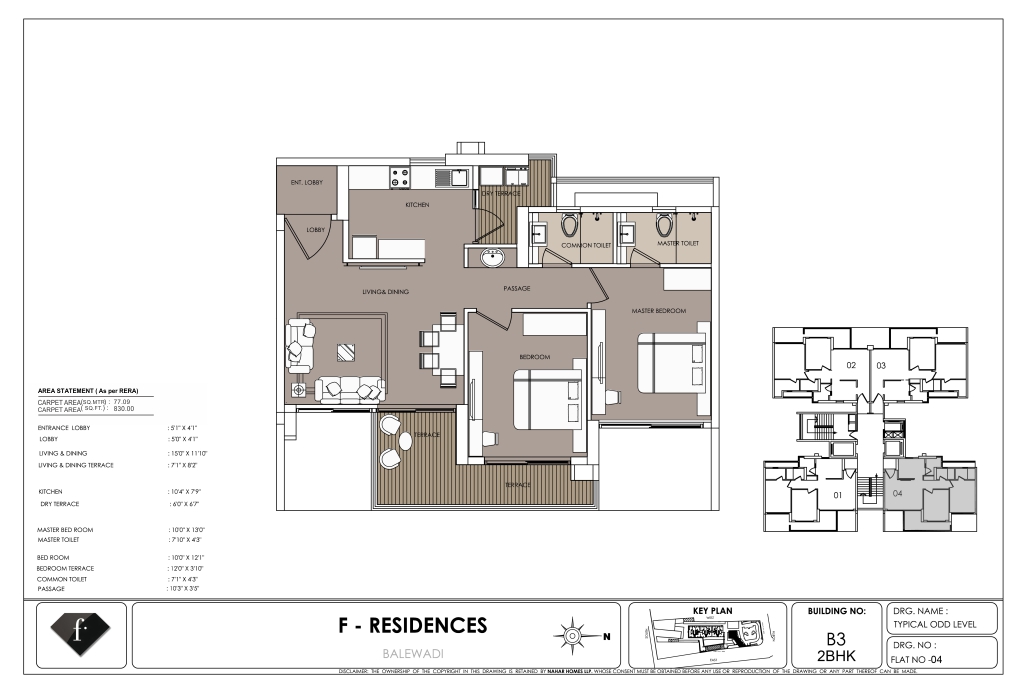 ENT. LOBBY
LOBBY
KITCHEN
DRY TERRACE
COMMON TOILET
MASTER TOILET
LIVING& DINING
PASSAGE
MASTER BEDROOM
BEDROOM
TERRACE
TERRACE
02
03
01
04
AREA STATEMENT ( As per RERA)
CARPET AREA(SQ.MTR) : 77.09
CARPET AREA( SQ.FT.) : 830.00
ENTRANCE LOBBY : 5'1" X 4'1"
LOBBY : 5'0" X 4'1"
LIVING & DINING : 15'0" X 11'10"
LIVING & DINING TERRACE : 7'1" X 8'2"
KITCHEN : 10'4" X 7'9"
DRY TERRACE : 6'0" X 6'7"
MASTER BED ROOM : 10'0" X 13'0"
MASTER TOILET : 7'10" X 4'3"
BED ROOM : 10'0" X 12'1"
BEDROOM TERRACE : 12'0" X 3'10"
COMMON TOILET : 7'1" X 4'3"
PASSAGE : 10'3" X 3'5"
f
F - RESIDENCES
BALEWADI
N
KEY PLAN
WEST
EAST
BUILDING NO:
B3
2BHK
DRG. NAME :
TYPICAL ODD LEVEL
DRG. NO :
FLAT NO -04
DISCLAIMER: THE OWNERSHIP OF THE COPYRIGHT IN THIS DRAWING IS RETAINED BY NAHAR HOMES LLP, WHOSE CONSENT MUST BE OBTAINED BEFORE ANY USE OR REPRODUCTION OF THE DRAWING OR ANY PART THEREOF CAN BE MADE.